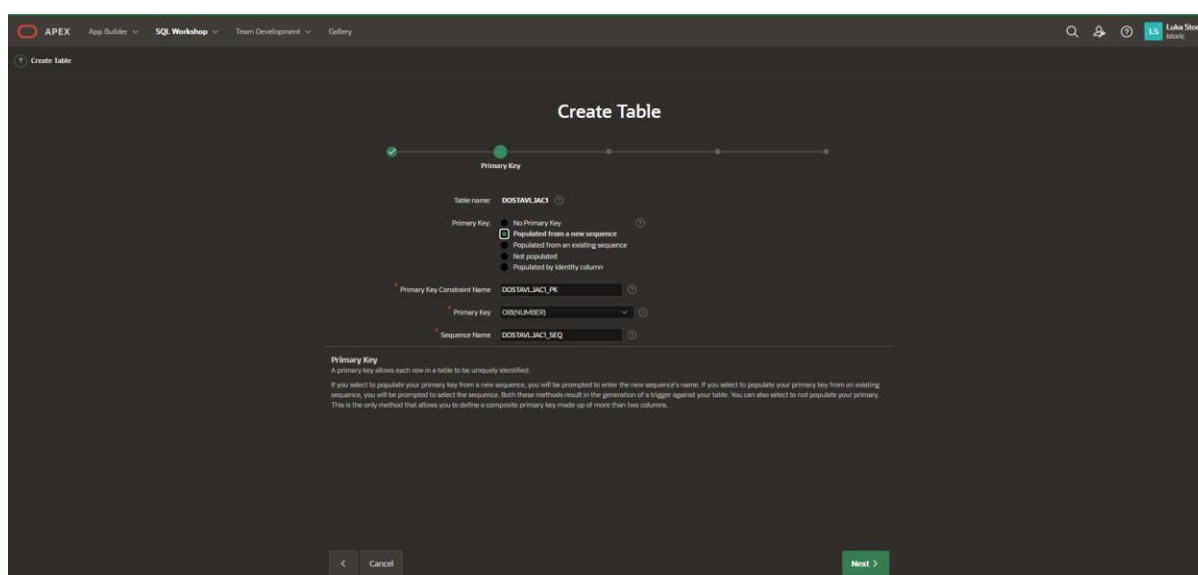 APEX App Builder SQL Workshop Team Development Gallery
LS Luka Stor
lstoric
Create Table
Create Table
Primary Key
Table name: DOSTAVLJAC1
Primary Key: No Primary Key
Populated from a new sequence
Populated from an existing sequence
Not populated
Populated by Identity column
* Primary Key Constraint Name DOSTAVLJAC1_PK
* Primary Key OIB(NUMBER)
* Sequence Name DOSTAVLJAC1_SEQ
Primary Key
A primary key allows each row in a table to be uniquely identified.
If you select to populate your primary key from a new sequence, you will be prompted to enter the new sequence's name. If you select to populate your primary key from an existing
sequence, you will be prompted to select the sequence. Both these methods result in the generation of a trigger against your table. You can also select to not populate your primary.
This is the only method that allows you to define a composite primary key made up of more than two columns.
Cancel Next